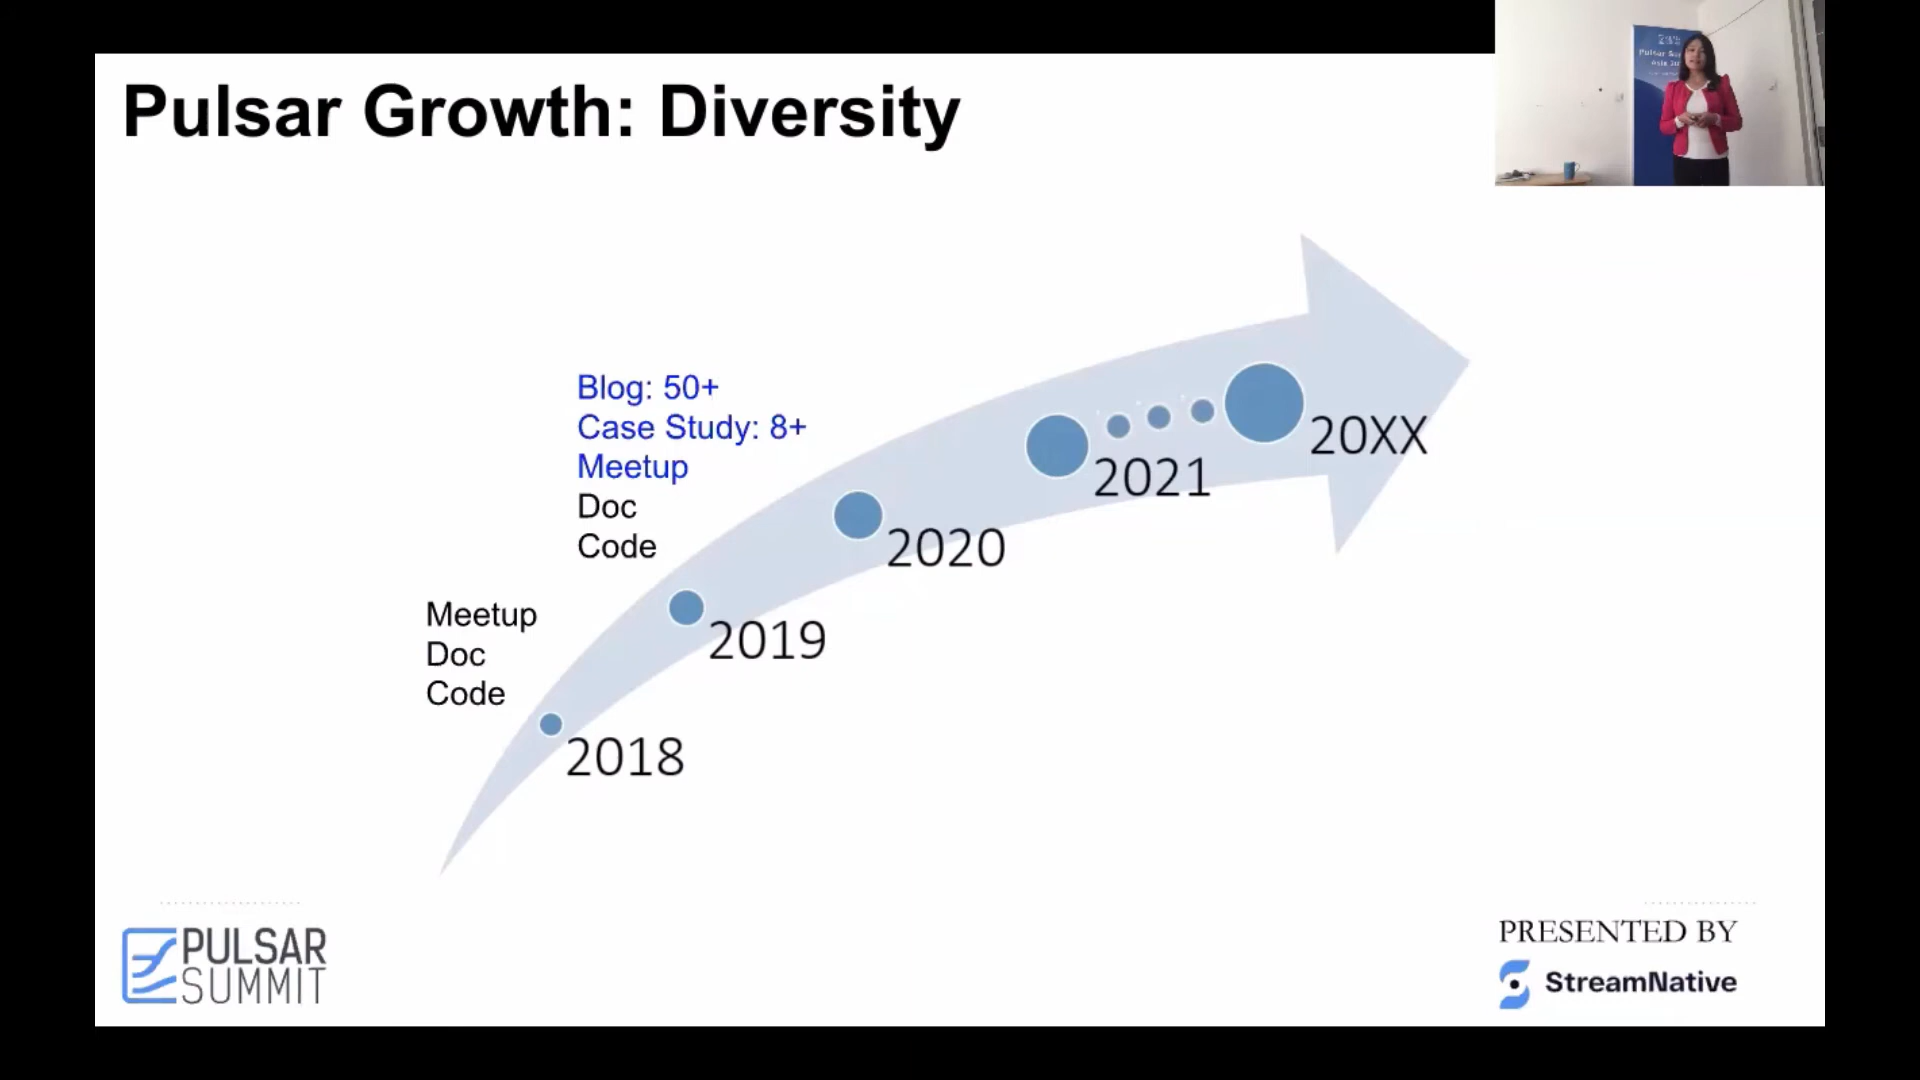 Pulsar Growth: Diversity
Blog: 50+
Case Study: 8+
Meetup
Doc
Code
Meetup
Doc
Code
2018
2019
2020
2021
20XX
PULSAR
SUMMIT
PRESENTED BY
StreamNative